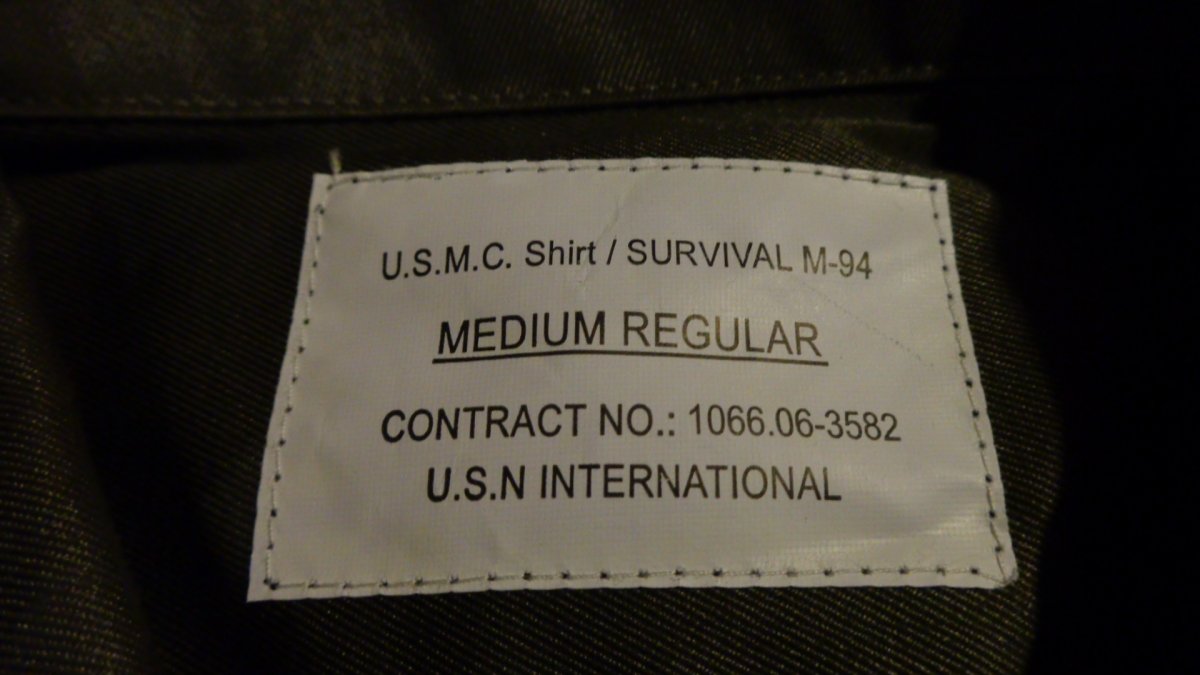 U.S.M.C. Shirt / SURVIVAL M-94
MEDIUM REGULAR
CONTRACT NO.: 1066.06-3582
U.S.N INTERNATIONAL